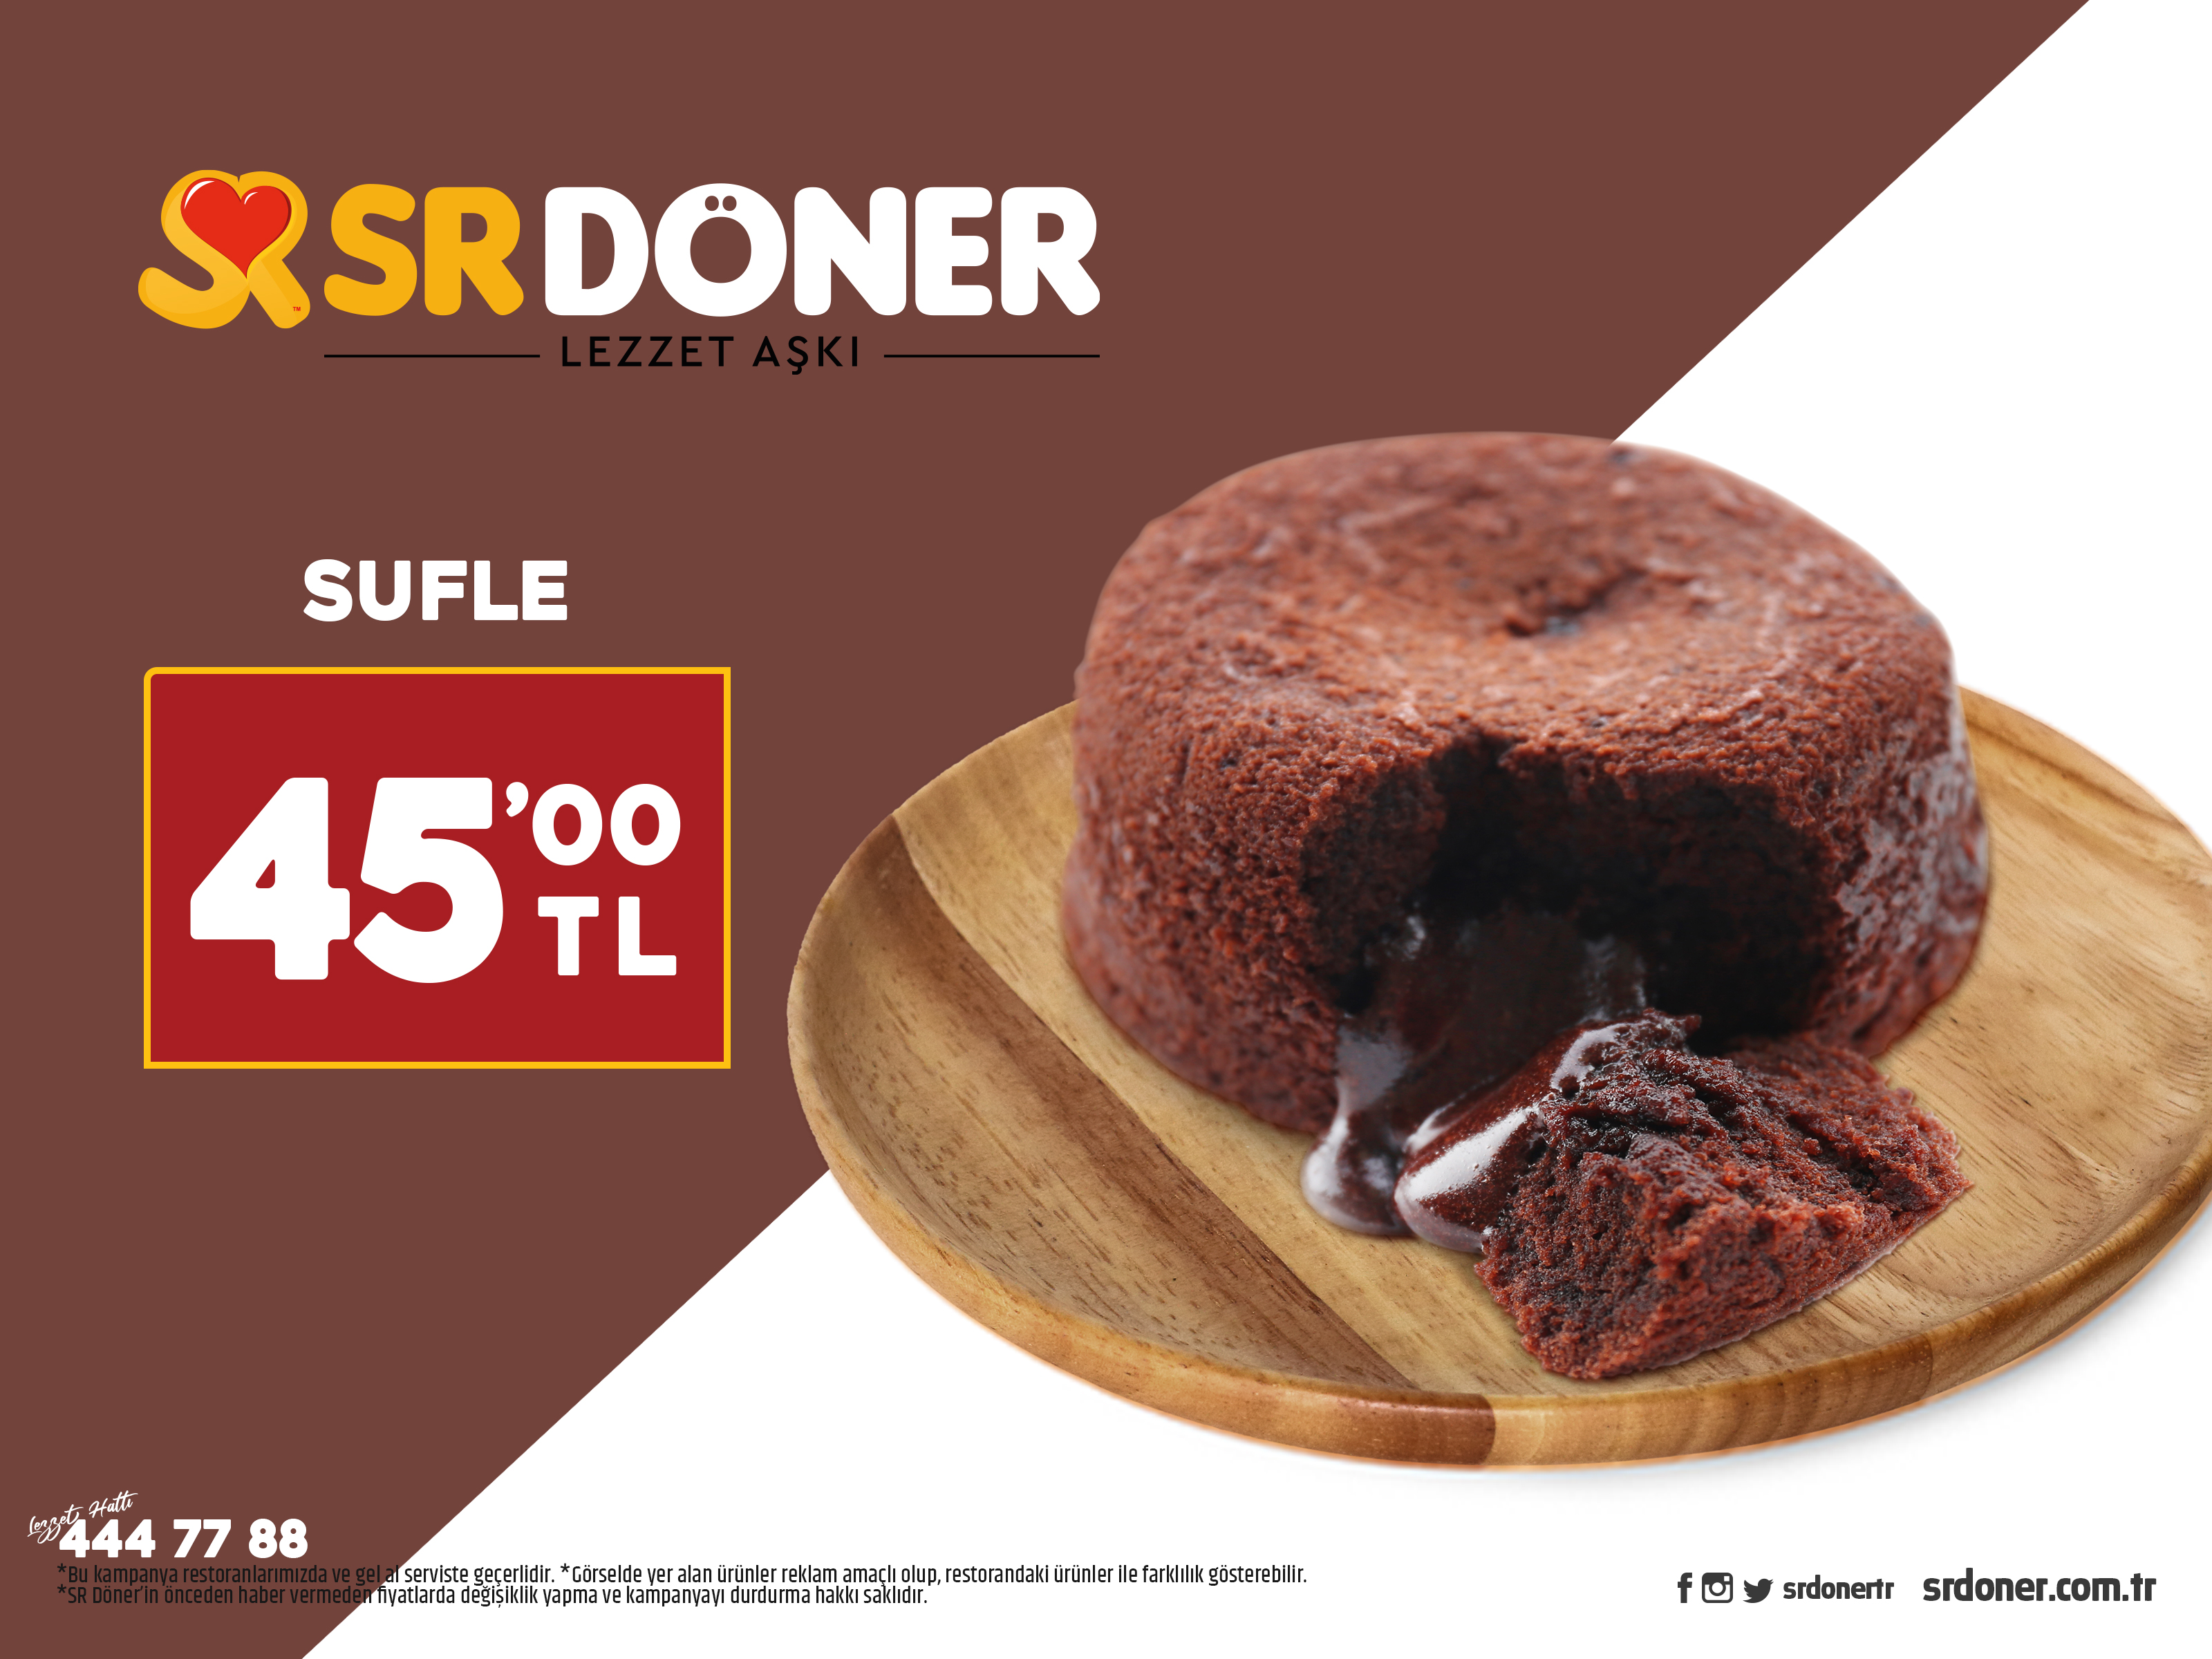 SR DÖNER
LEZZET AŞKI
SUFLE
45’00
TL
Lezzet Hattı
444 77 88
*Bu kampanya restoranlarımızda ve gel al serviste geçerlidir. *Görselde yer alan ürünler reklam amaçlı olup, restorandaki ürünler ile farklılık gösterebilir.
*SR Döner'in önceden haber vermeden fiyatlarda değişiklik yapma ve kampanyayı durdurma hakkı saklıdır.
srdonertr srdoner.com.tr